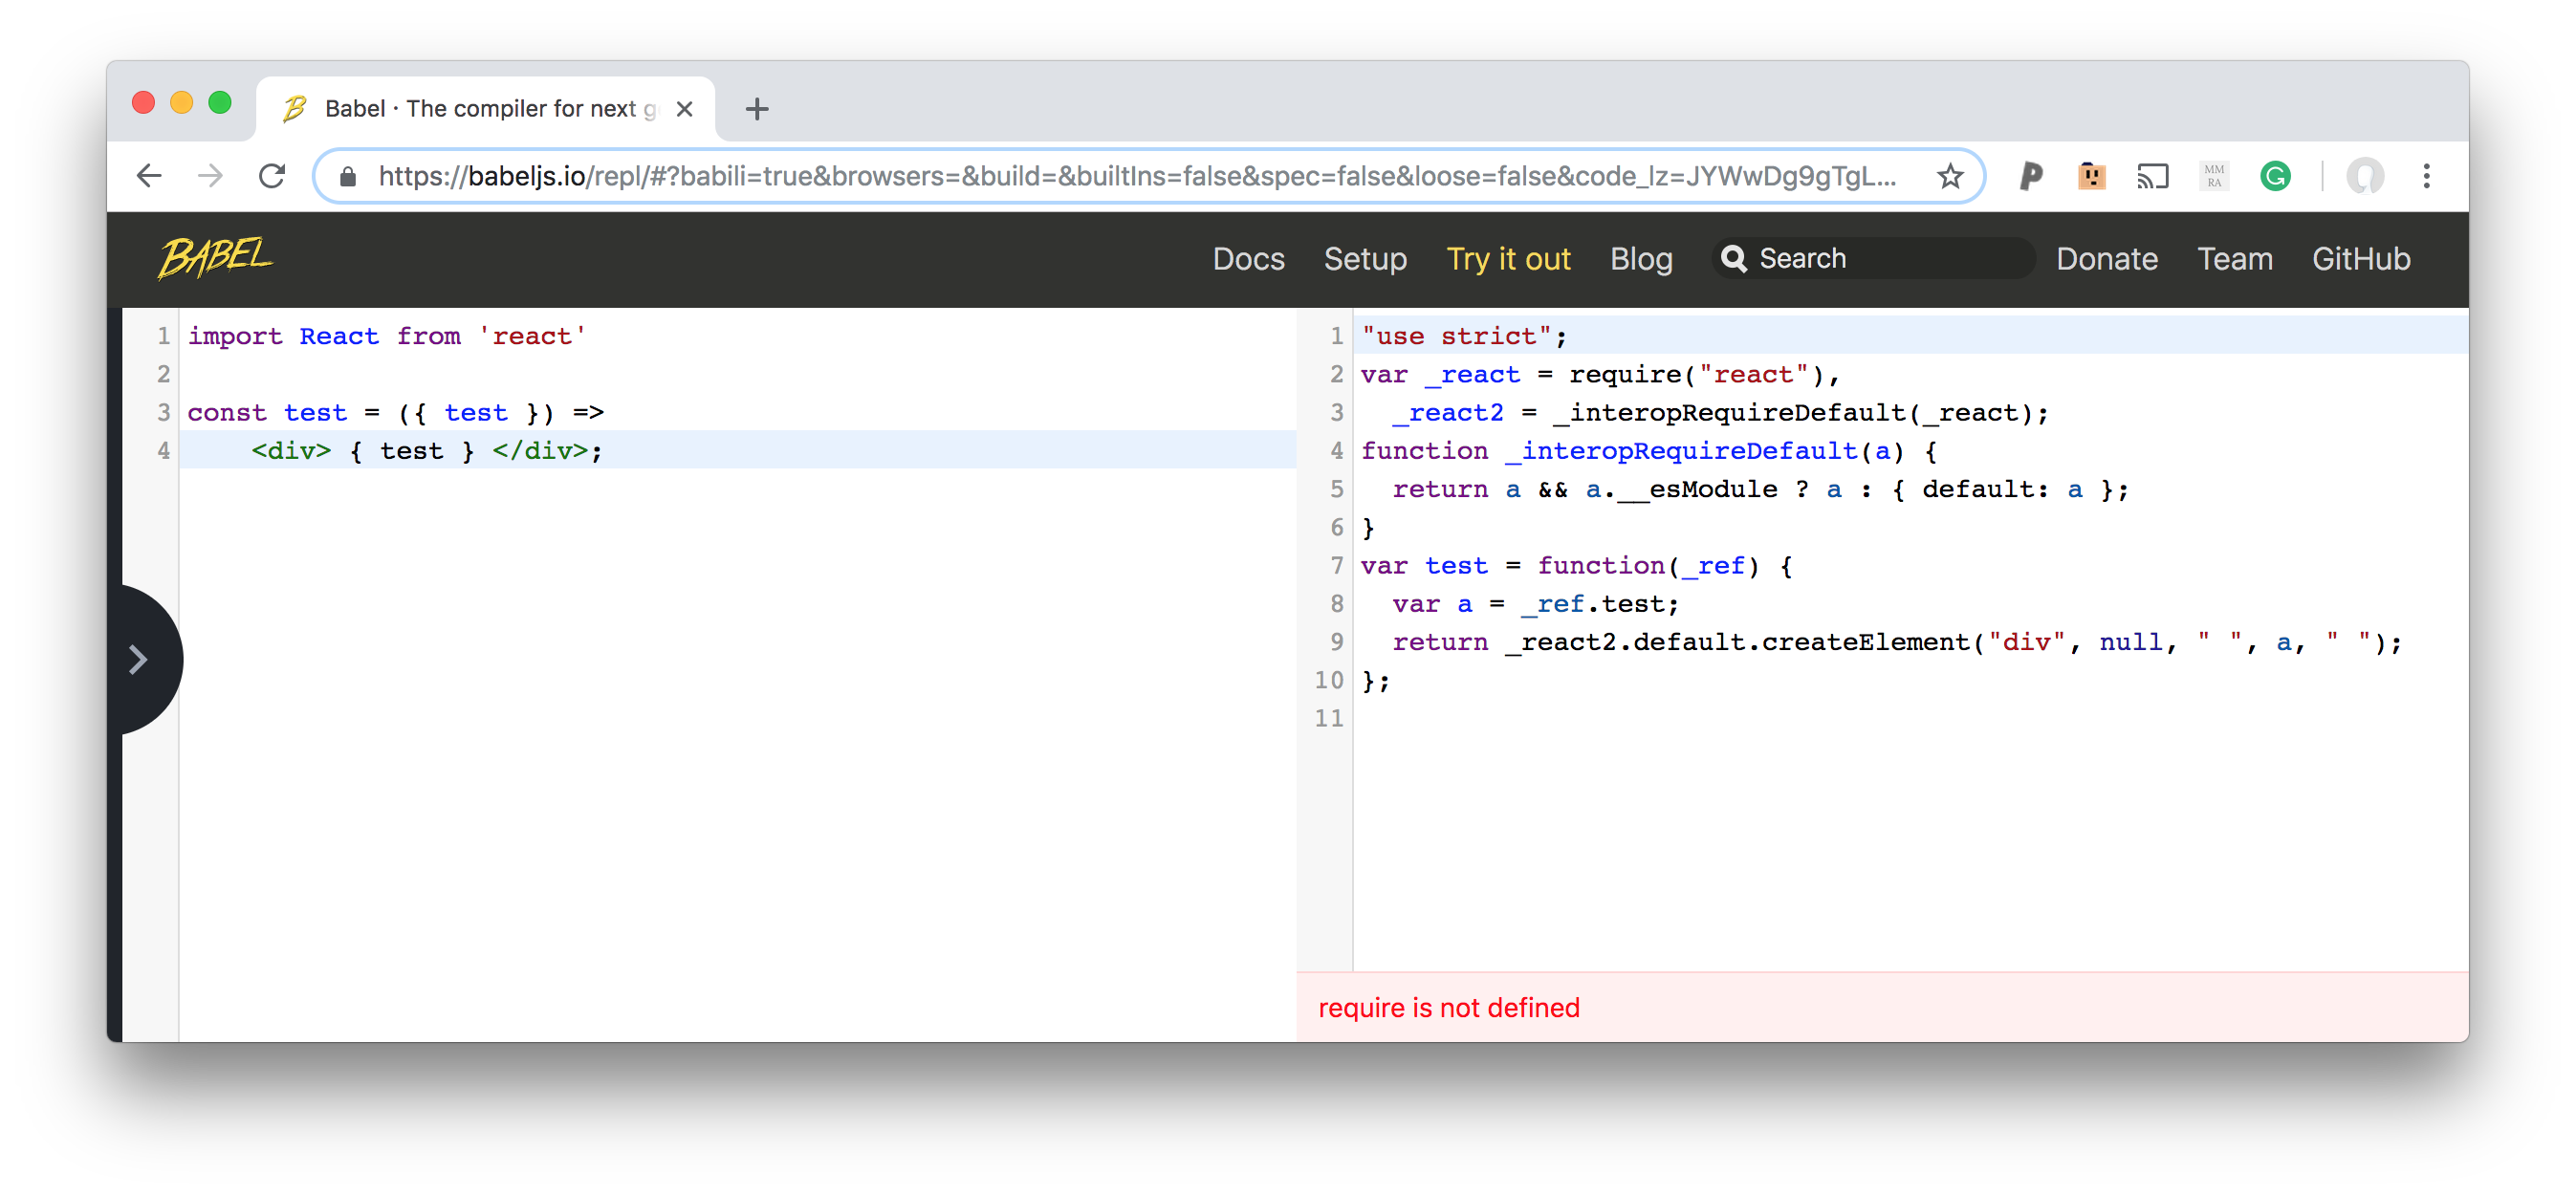 Babel · The compiler for next g
https://babeljs.io/repl/#?babili=true&browsers=&build=&builtIns=false&spec=false&loose=false&code_lz=JYWwDg9gTgL...
MM
RA
BABEL
Docs Setup Try it out Blog Search Donate Team GitHub
1 import React from 'react'
2
3 const test = ({ test }) =>
4 <div> { test } </div>;
1 "use strict";
2 var _react = require("react"),
3 _react2 = _interopRequireDefault(_react);
4 function _interopRequireDefault(a) {
5 return a && a.__esModule ? a : { default: a };
6 }
7 var test = function(_ref) {
8 var a = _ref.test;
9 return _react2.default.createElement("div", null, " ", a, " ");
10 };
11
require is not defined